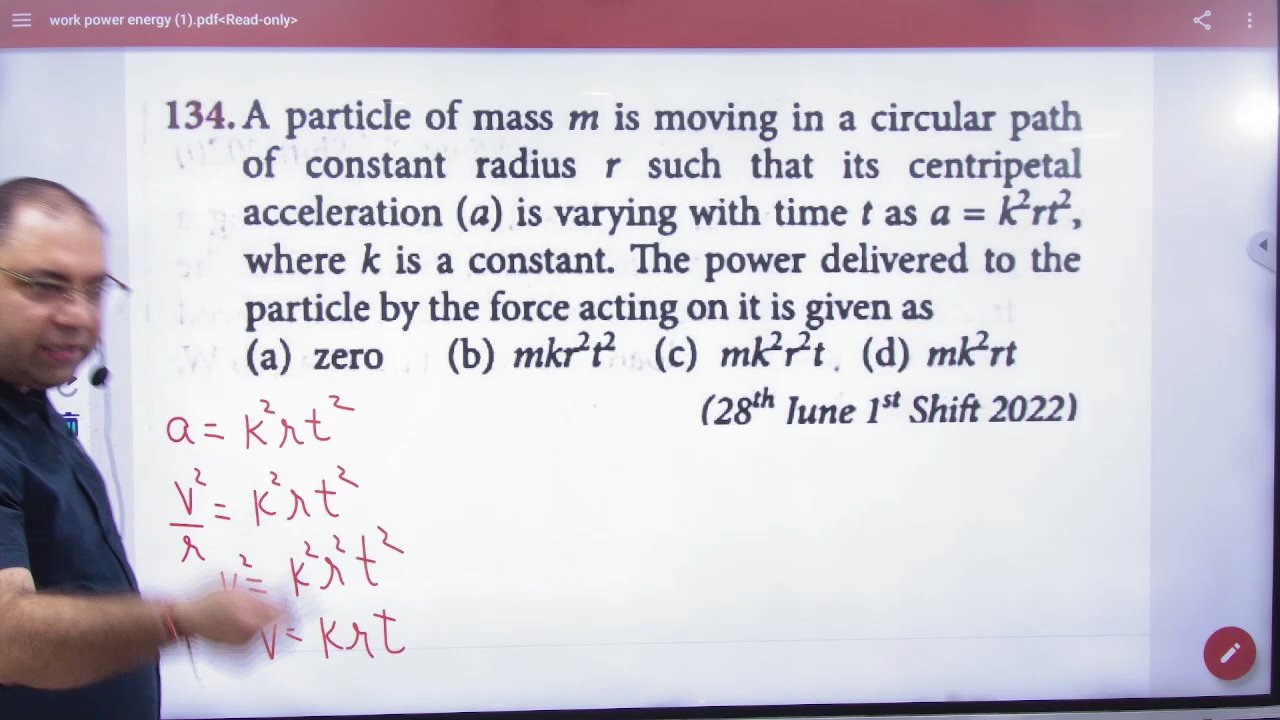 work power energy (1).pdf<Read-only>
134. A particle of mass m is moving in a circular path
of constant radius r such that its centripetal
acceleration (a) is varying with time t as a = k²rt²,
where k is a constant. The power delivered to the
particle by the force acting on it is given as
(a) zero (b) mkr²t² (c) mk²r²t (d) mk²rt
(28th June 1st Shift 2022)
a = k²rt²
v²/r = k²rt²
v² = k²r²t²
v = krt